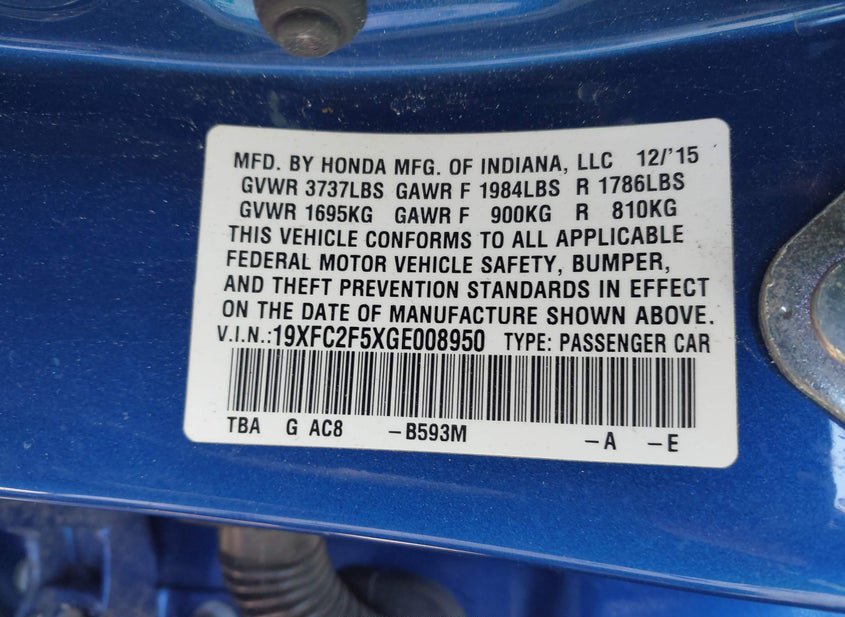 MFD. BY HONDA MFG. OF INDIANA, LLC 12/'15
GVWR 3737LBS GAWR F 1984LBS R 1786LBS
GVWR 1695KG GAWR F 900KG R 810KG
THIS VEHICLE CONFORMS TO ALL APPLICABLE
FEDERAL MOTOR VEHICLE SAFETY, BUMPER,
AND THEFT PREVENTION STANDARDS IN EFFECT
ON THE DATE OF MANUFACTURE SHOWN ABOVE.
V.I.N.:19XFC2F5XGE008950 TYPE: PASSENGER CAR
TBA G AC8 -B593M -A -E